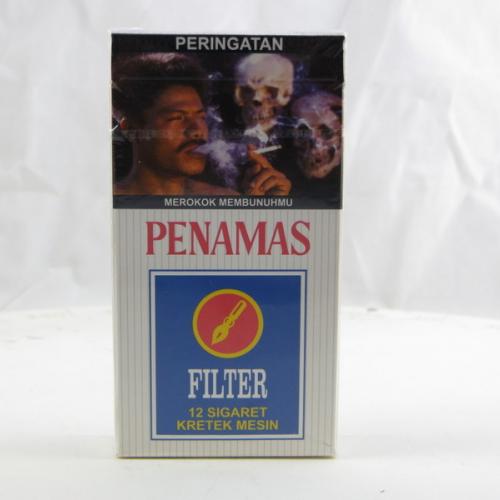 PERINGATAN
MEROKOK MEMBUNUHMU
PENAMAS
FILTER
12 SIGARET
KRETEK MESIN